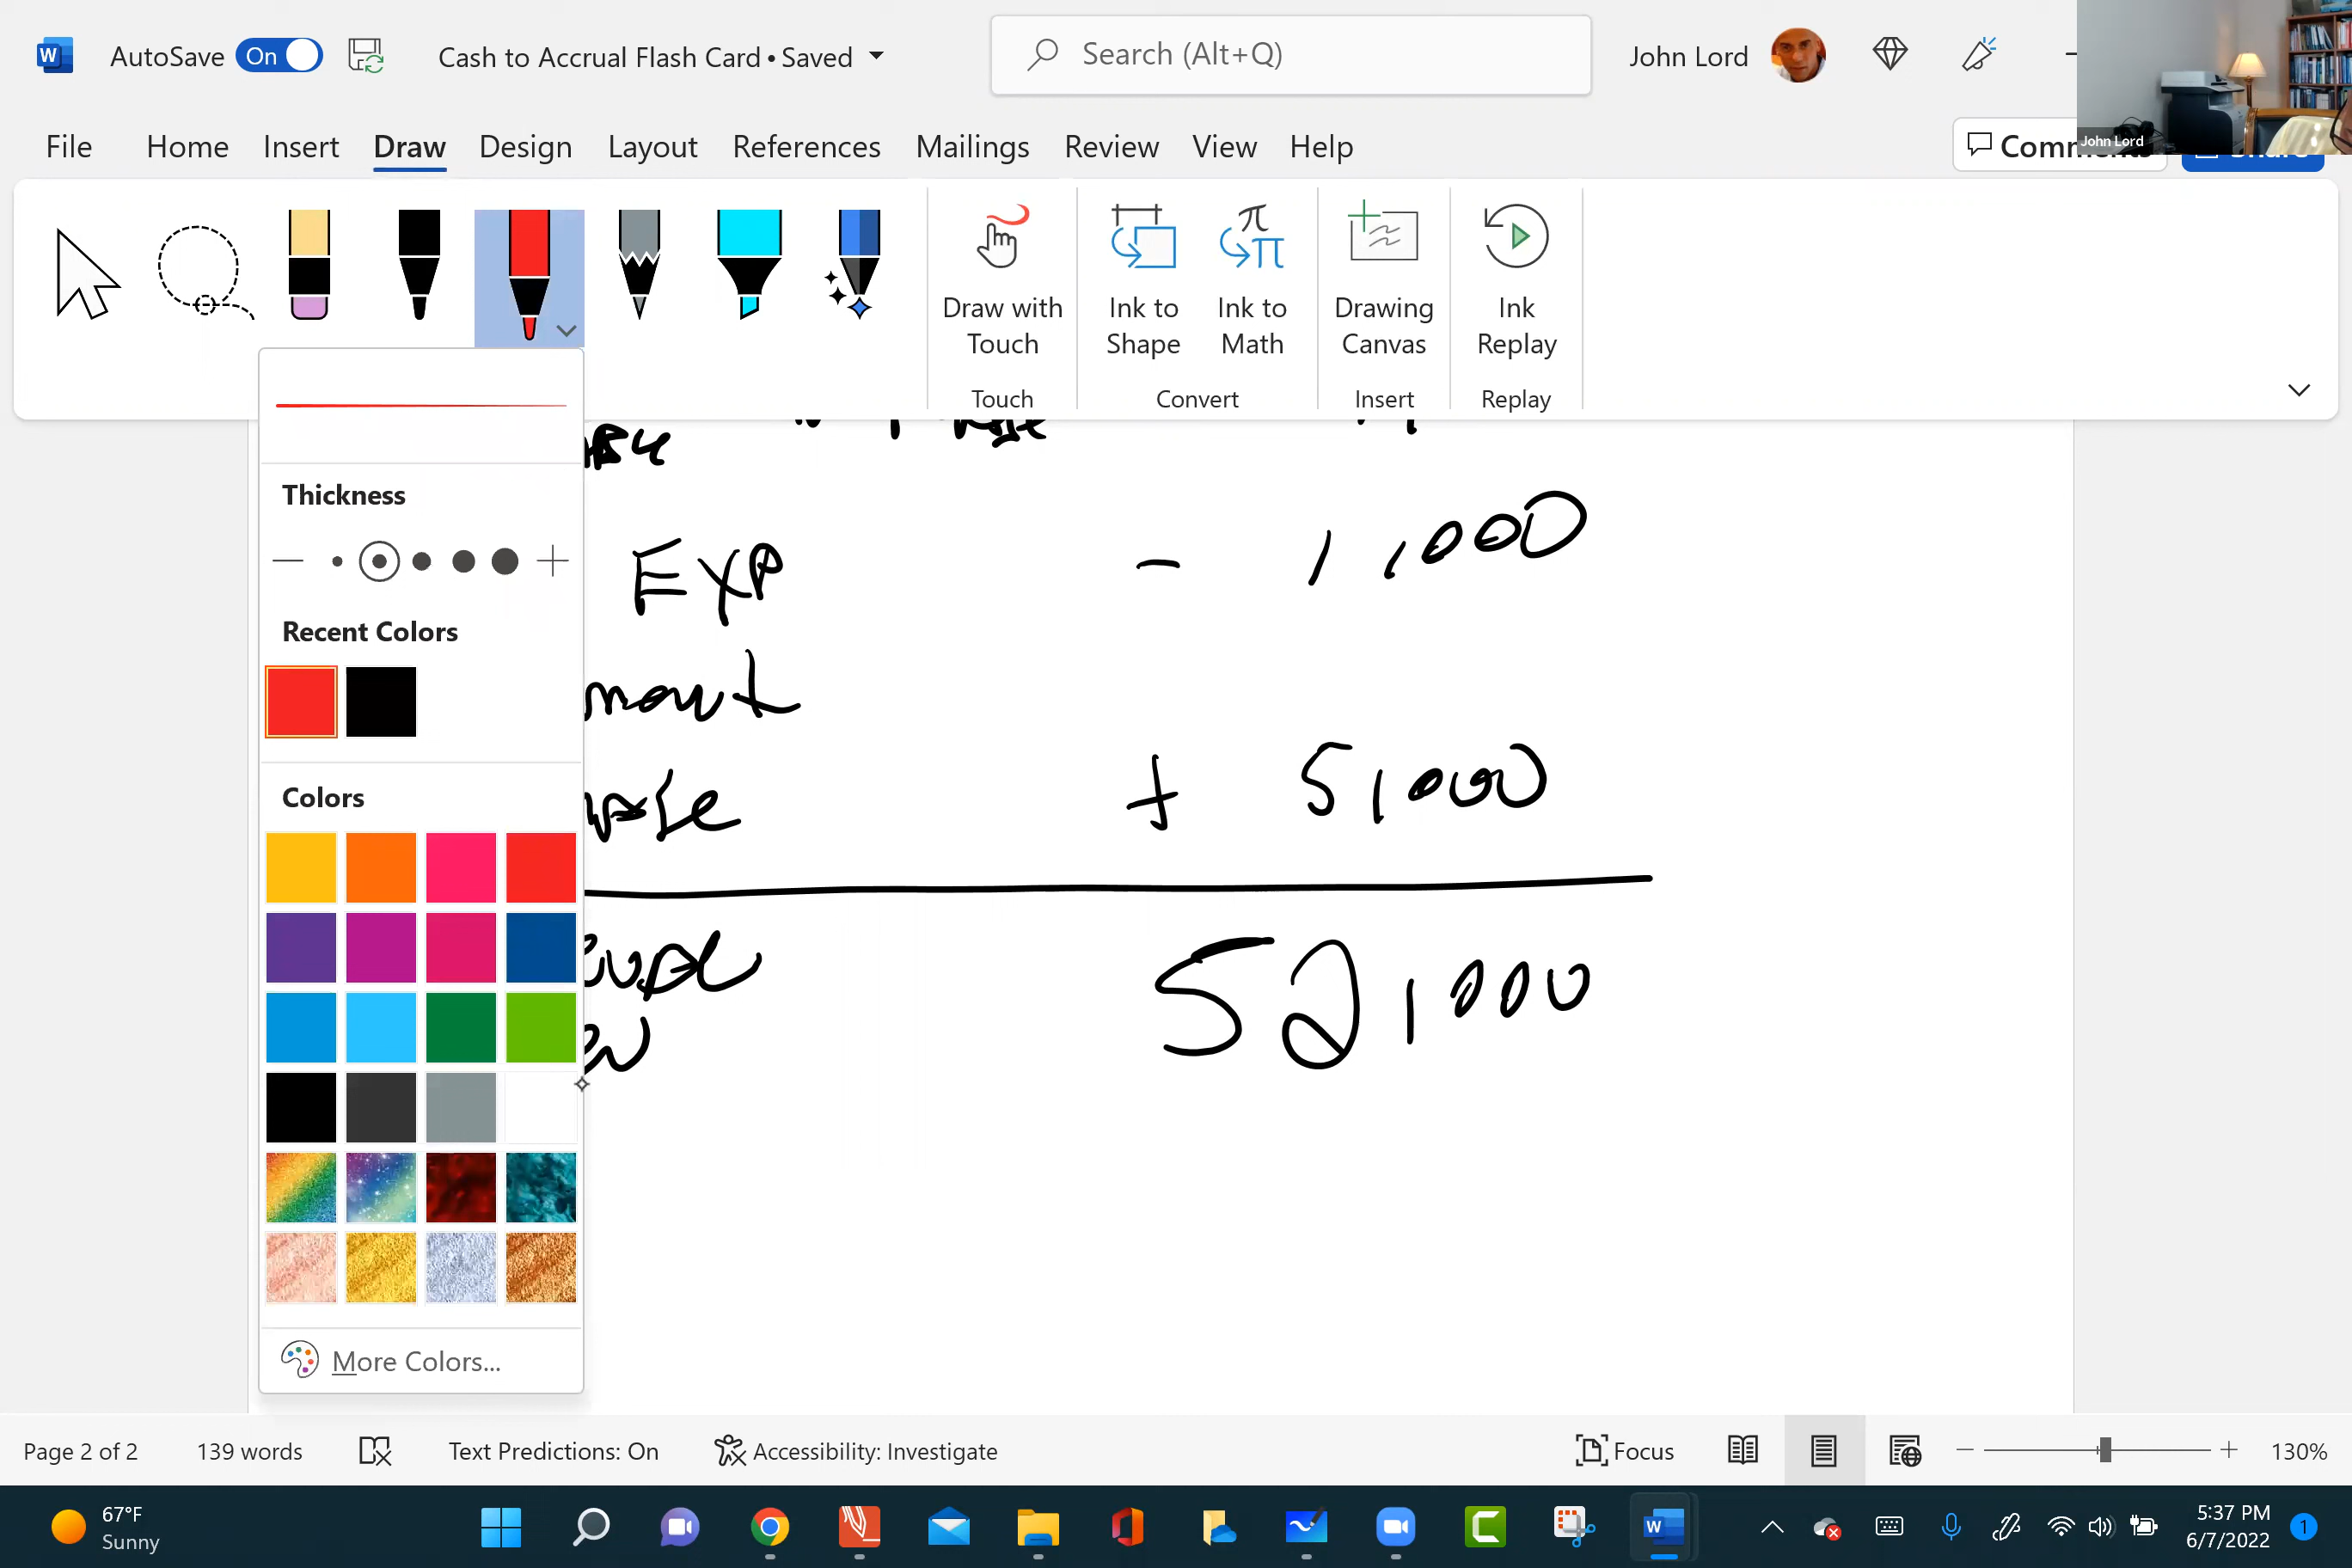 AutoSave On Cash to Accrual Flash Card • Saved Search (Alt+Q) John Lord
John Lord
File Home Insert Draw Design Layout References Mailings Review View Help
Draw with Touch
Ink to Shape
Ink to Math
Drawing Canvas
Ink Replay
Touch Convert Insert Replay
Thickness
Recent Colors
Colors
More Colors...
EXP - 1,000
+ 5,000
52,000
Page 2 of 2 139 words Text Predictions: On Accessibility: Investigate Focus 130%
67°F
Sunny
5:37 PM
6/7/2022
1